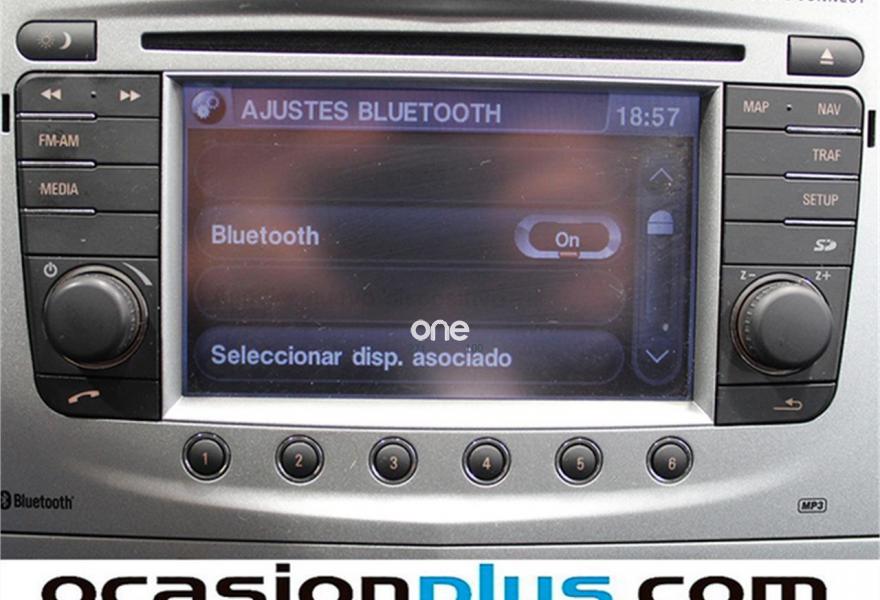 AJUSTES BLUETOOTH 18:57
MAP NAV
FM-AM
TRAF
MEDIA
SETUP
Bluetooth On
Z- Z+
one
Seleccionar disp. asociado
1 2 3 4 5 6
Bluetooth
MP3
ocasionplus.com